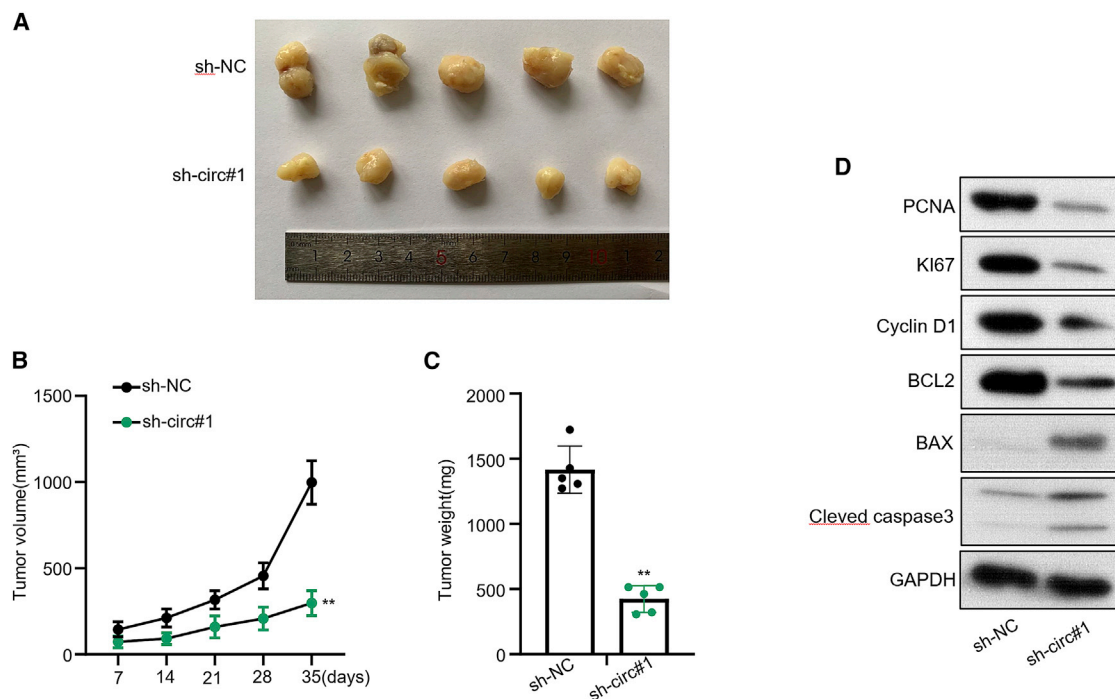 A
sh-NC
sh-circ#1
1 2 3 4 5 6 7 8 9 10 1 2
B
sh-NC
sh-circ#1
Tumor volume(mm³)
1500
1000
500
0
7 14 21 28 35(days)
**
C
Tumor weight(mg)
2000
1500
1000
500
0
**
sh-NC sh-circ#1
D
PCNA
KI67
Cyclin D1
BCL2
BAX
Cleved caspase3
GAPDH
sh-NC sh-circ#1